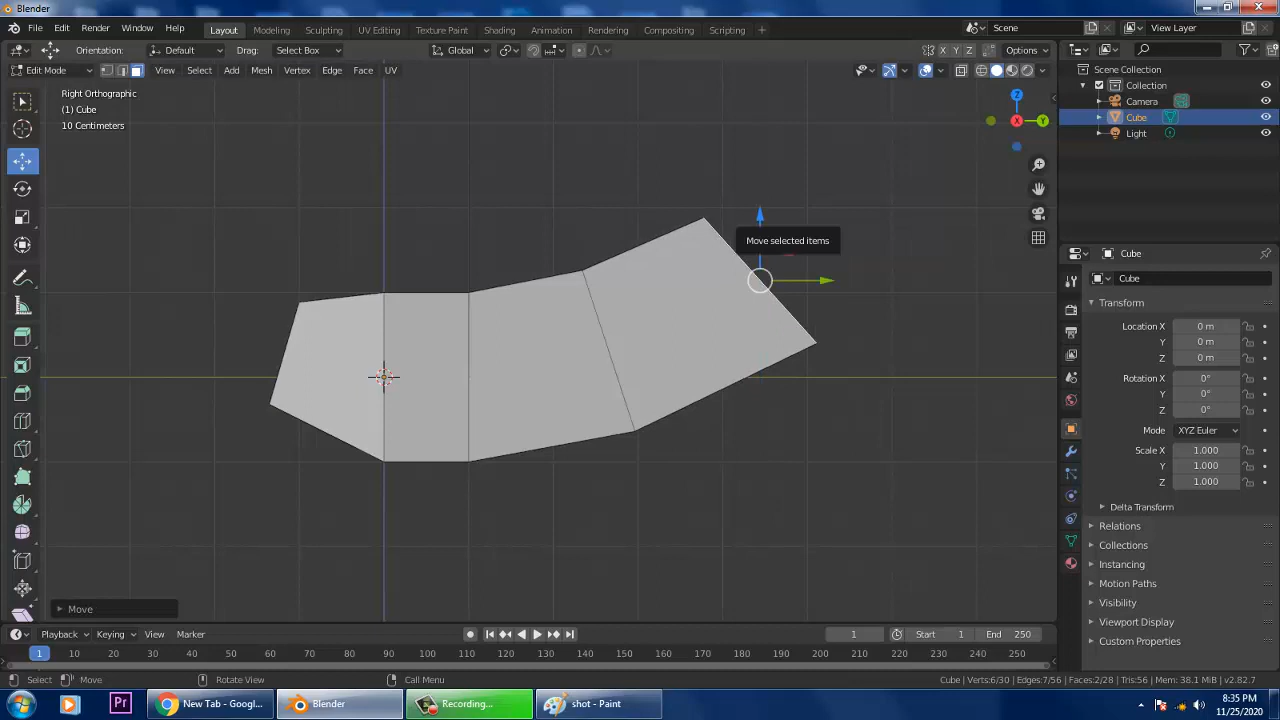 Blender
File Edit Render Window Help
Layout Modeling Sculpting UV Editing Texture Paint Shading Animation Rendering Compositing Scripting +
Scene
View Layer
Orientation: Default Drag: Select Box
Global
Options
Edit Mode
View Select Add Mesh Vertex Edge Face UV
X Y Z
Right Orthographic
(1) Cube
10 Centimeters
Z
X
Y
Move selected items
Move
Scene Collection
Collection
Camera
Cube
Light
Cube
Cube
Transform
Location X 0 m
Y 0 m
Z 0 m
Rotation X 0°
Y 0°
Z 0°
Mode XYZ Euler
Scale X 1.000
Y 1.000
Z 1.000
Delta Transform
Relations
Collections
Instancing
Motion Paths
Visibility
Viewport Display
Custom Properties
Playback Keying View Marker
1 Start 1 End 250
1 10 20 30 40 50 60 70 80 90 100 110 120 130 140 150 160 170 180 190 200 210 220 230 240 250
Select Box Select Rotate View Call Menu
Cube | Verts:6/30 | Edges:7/56 | Faces:2/28 | Tris:56 | Mem: 38.1 MiB | v2.82.7
Pr
New Tab - Googl...
Blender
Recording...
shot - Paint
8:35 PM
11/25/2020